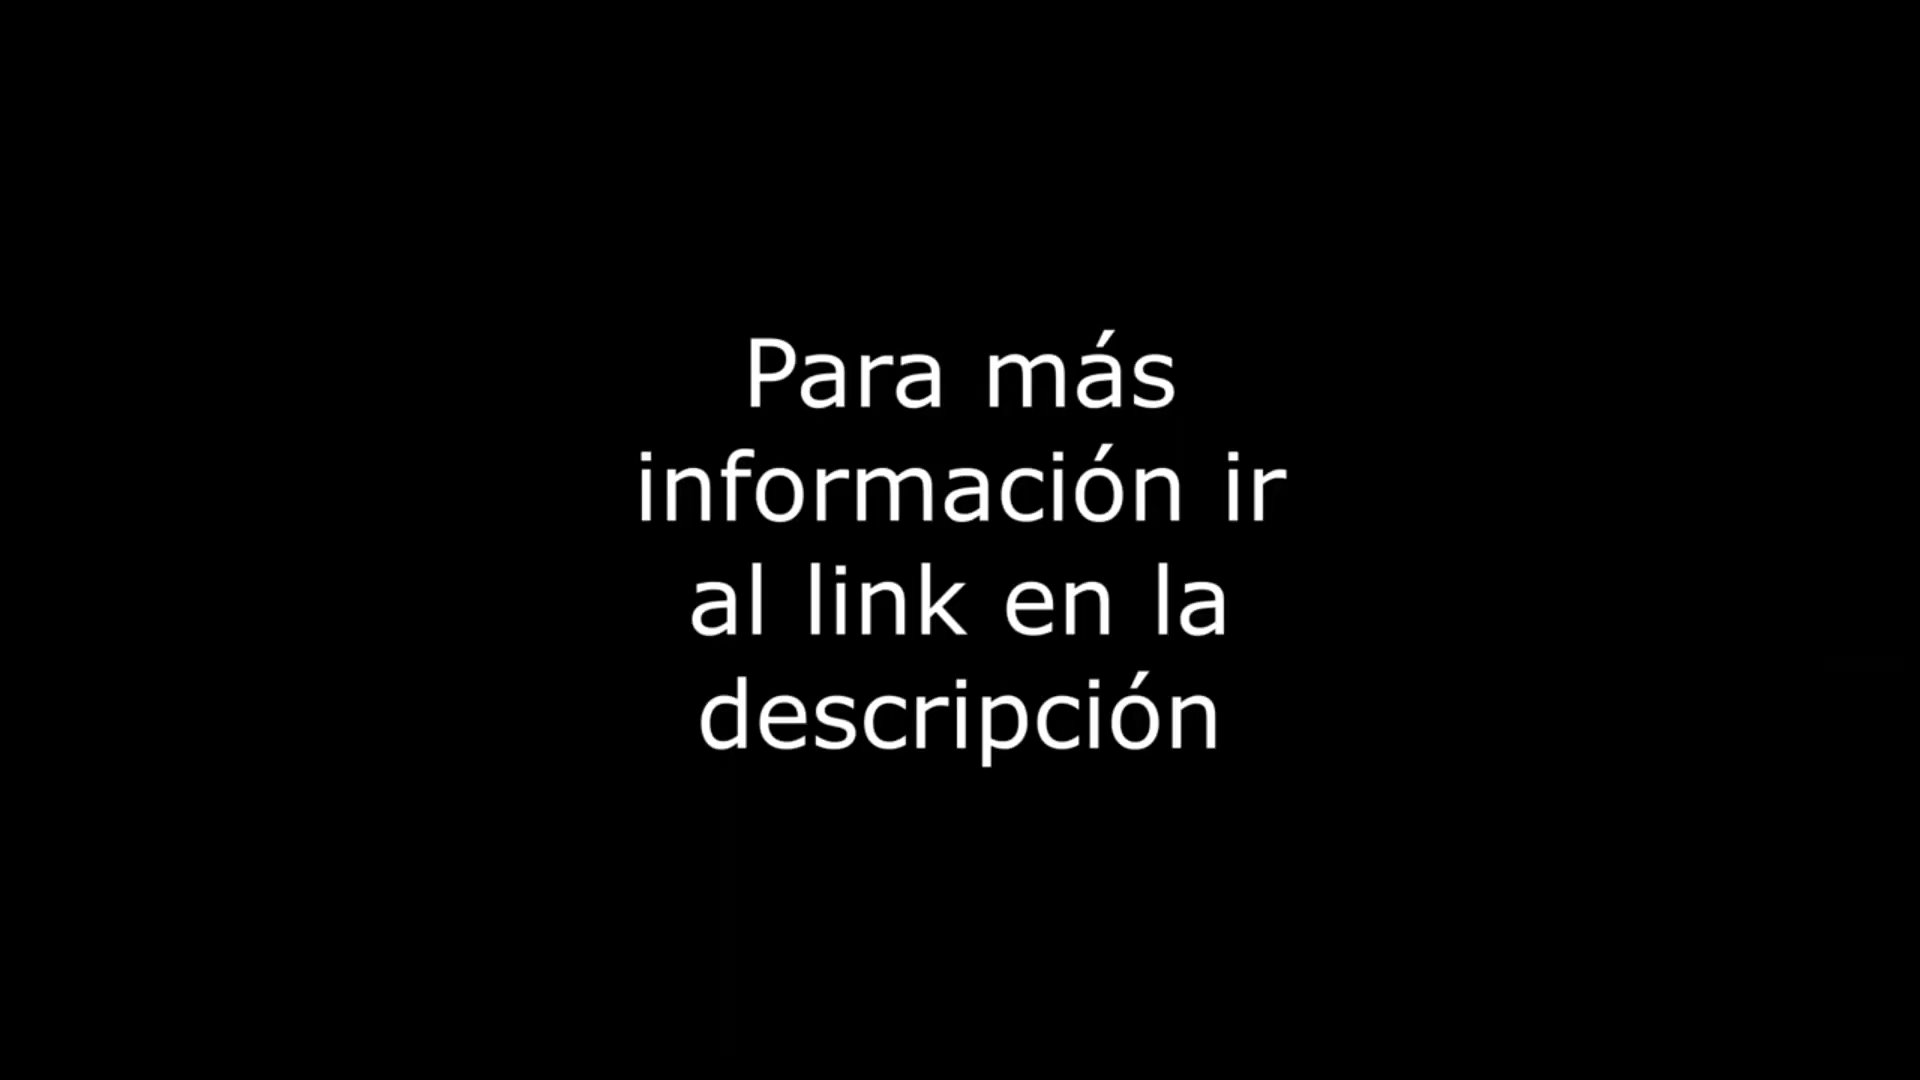 Para más
información ir
al link en la
descripción